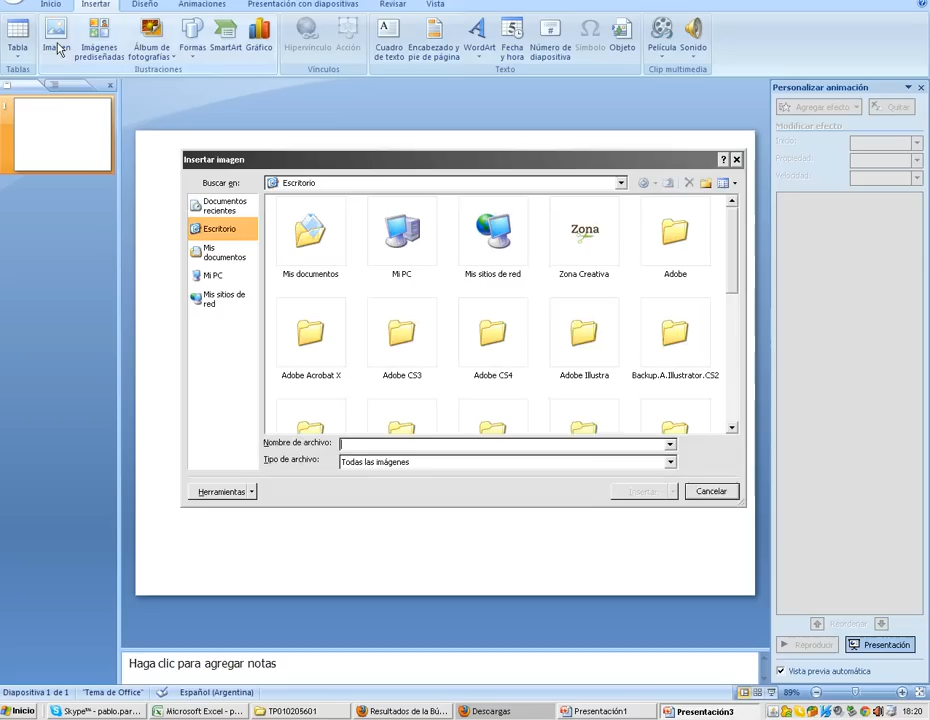 Inicio Insertar Diseño Animaciones Presentación con diapositivas Revisar Vista
Tabla Imagen Imágenes prediseñadas Álbum de fotografías Formas SmartArt Gráfico Hipervínculo Acción Cuadro de texto Encabezado y pie de página WordArt Fecha y hora Número de diapositiva Símbolo Objeto Película Sonido
Tablas Ilustraciones Vínculos Texto Clip multimedia
Personalizar animación
Agregar efecto Quitar
Modificar efecto
Inicio:
Propiedad:
Velocidad:
1
Insertar imagen
Buscar en: Escritorio
Documentos recientes
Escritorio
Mis documentos
Mi PC
Mis sitios de red
Zona
Mis documentos Mi PC Mis sitios de red Zona Creativa Adobe
Adobe Acrobat X Adobe CS3 Adobe CS4 Adobe Illustra Backup.A.Illustrator.CS2
Nombre de archivo:
Tipo de archivo: Todas las imágenes
Herramientas Insertar Cancelar
Reordenar
Reproducir Presentación
Vista previa automática
Haga clic para agregar notas
Diapositiva 1 de 1 "Tema de Office" Español (Argentina) 89%
Inicio Skype™ - pablo.par... Microsoft Excel - p... TP010205601 Resultados de la Bú... Descargas Presentación1 Presentación3 18:20